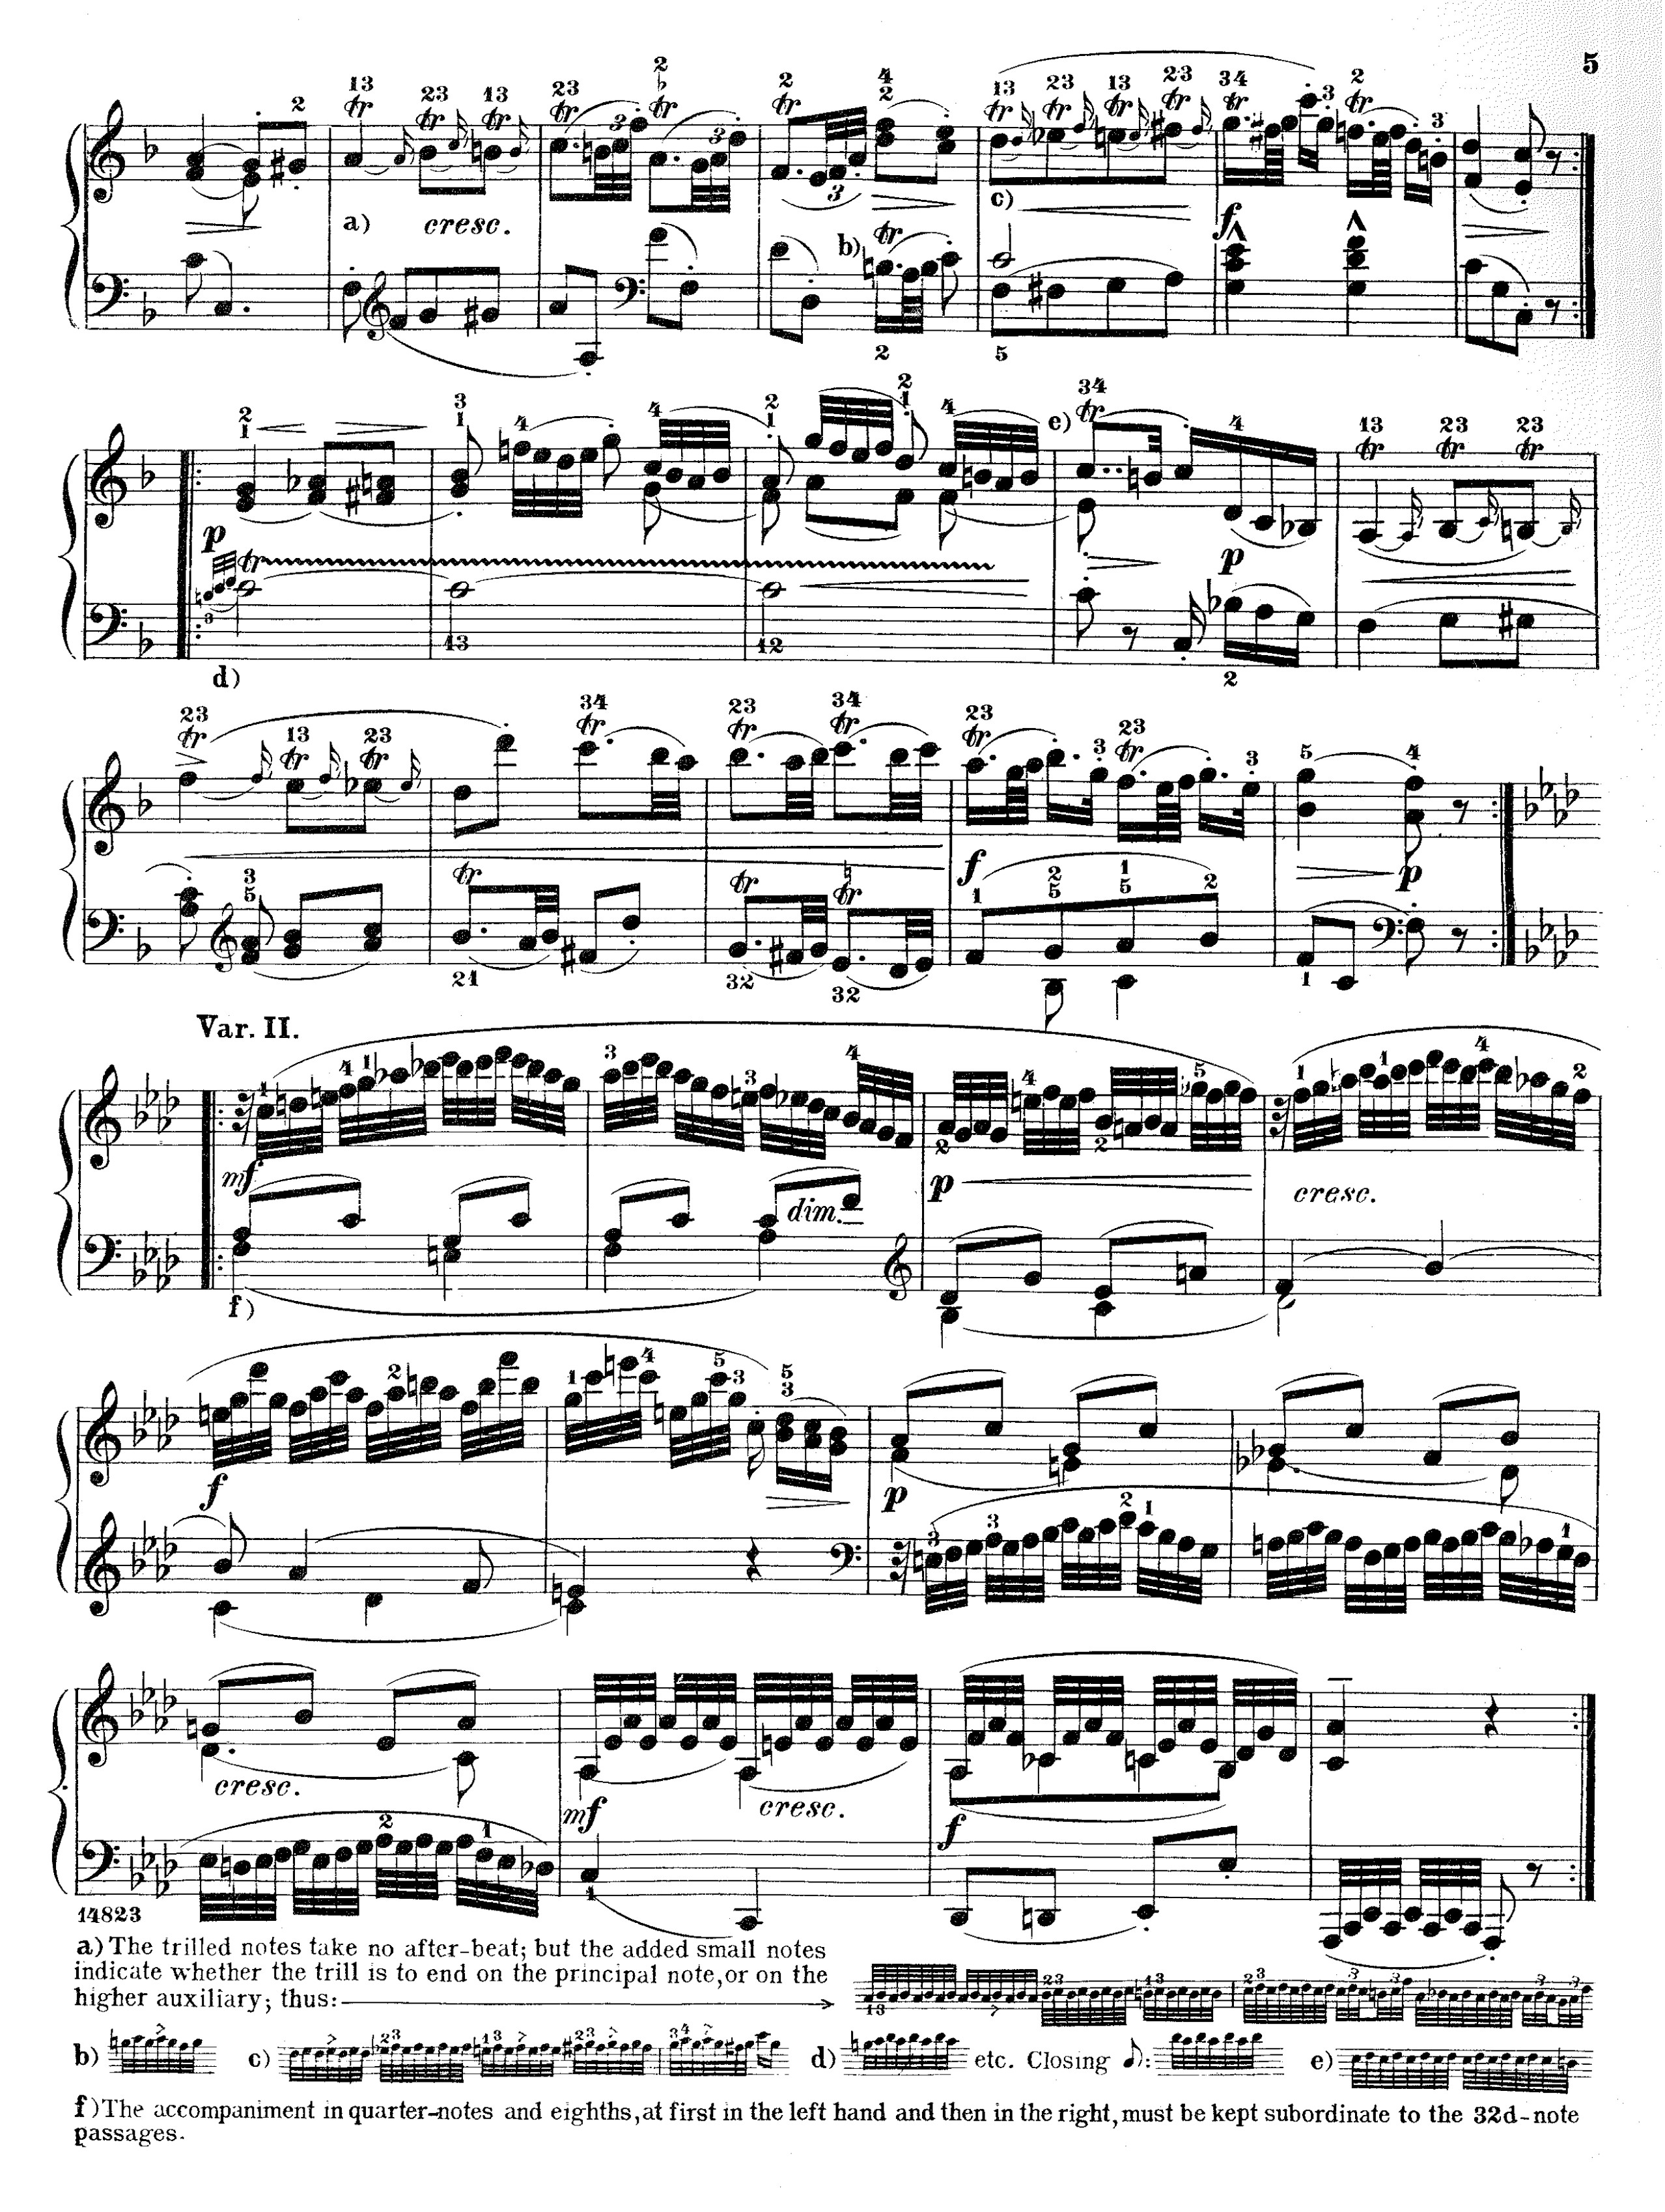 5
a)
cresc.
b)
c)
f
e)
p
p
d)
f
p
Var. II.
mf
dim.
p
cresc.
f)
f
p
cresc.
mf
cresc.
f
14823
a) The trilled notes take no after-beat; but the added small notes
indicate whether the trill is to end on the principal note, or on the
higher auxiliary; thus:
b)
c)
d)
etc. Closing
e)
f) The accompaniment in quarter-notes and eighths, at first in the left hand and then in the right, must be kept subordinate to the 32d-note
passages.